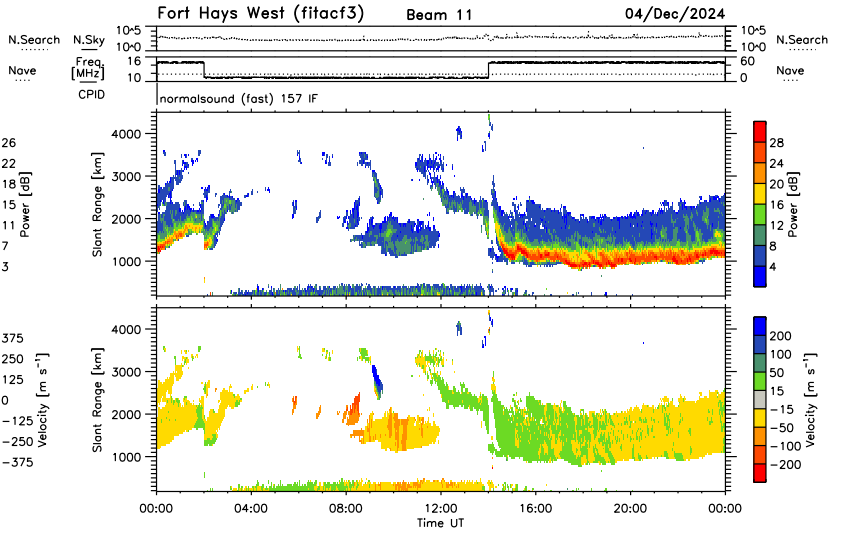 Fort Hays West (fitacf3) Beam 11 04/Dec/2024
N.Search N.Sky 10^5 10^0 10^5 10^0 N.Search
Nave Freq. [MHz] 16 10 60 0 Nave
CPID normalsound (fast) 157 IF
26 22 18 15 11 7 3
Power [dB]
Slant Range [km]
4000 3000 2000 1000
28 24 20 16 12 8 4
Power [dB]
375 250 125 0 −125 −250 −375
Velocity [m s⁻¹]
Slant Range [km]
4000 3000 2000 1000
200 100 50 15 −15 −50 −100 −200
Velocity [m s⁻¹]
00:00 04:00 08:00 12:00 16:00 20:00 00:00
Time UT